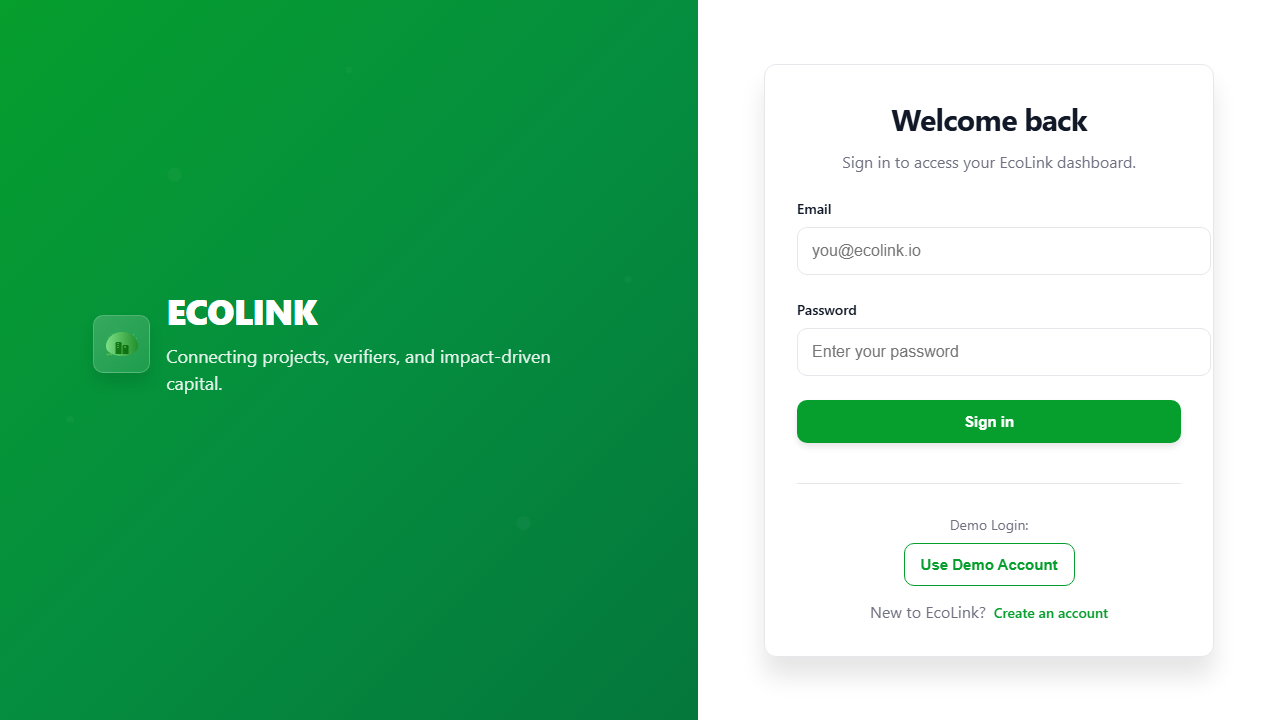 ECOLINK
Connecting projects, verifiers, and impact-driven
capital.
Welcome back
Sign in to access your EcoLink dashboard.
Email
you@ecolink.io
Password
Enter your password
Sign in
Demo Login:
Use Demo Account
New to EcoLink? Create an account